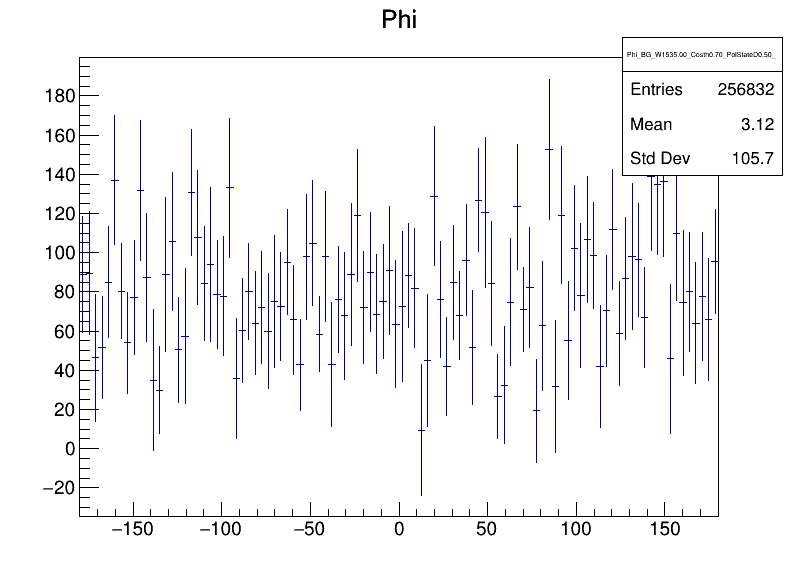 Phi
Phi_BG_W1535.00_Costh0.70_PolStateD0.50_
Entries 256832
Mean 3.12
Std Dev 105.7
180
160
140
120
100
80
60
40
20
0
−20
−150 −100 −50 0 50 100 150